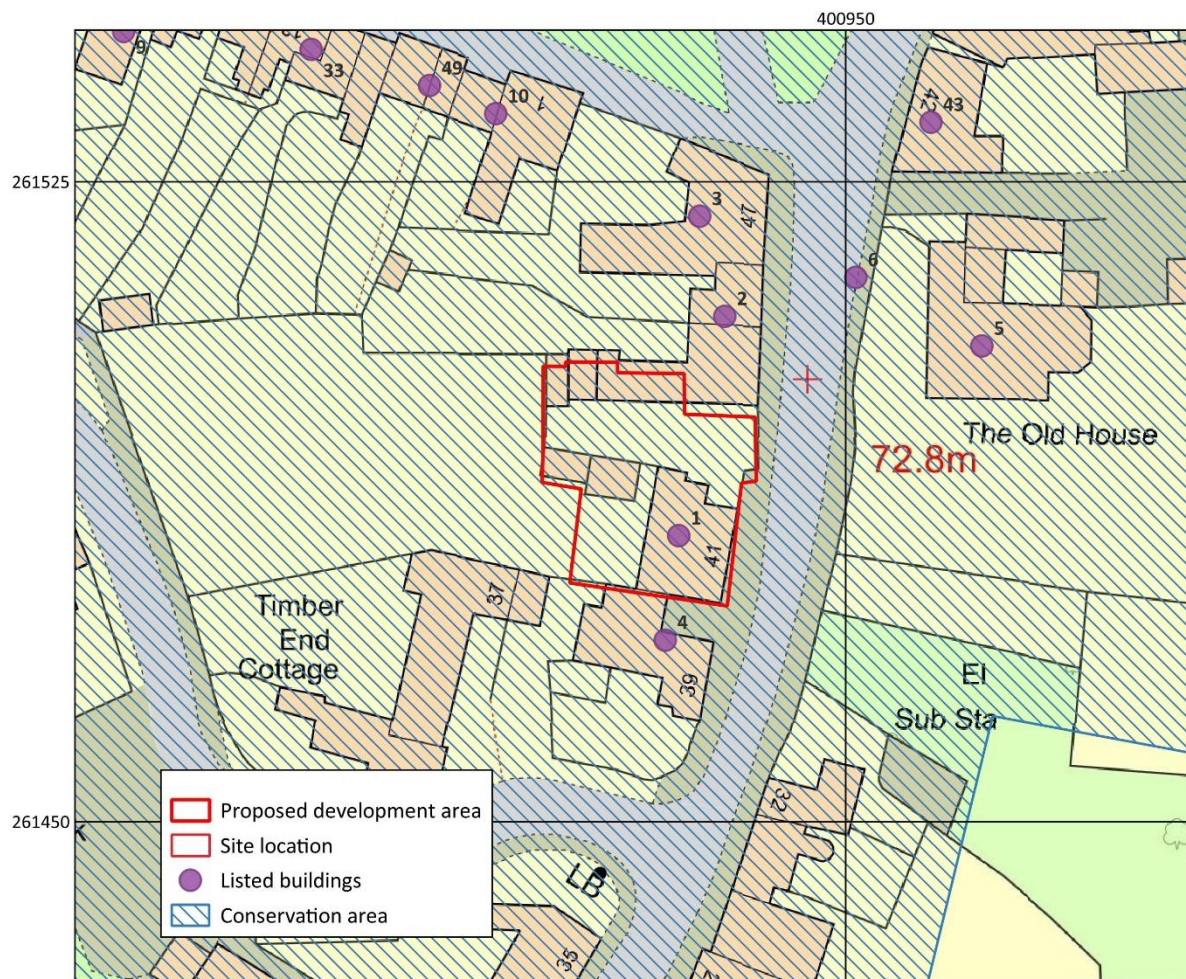 400950
9
33
49
10
1
42
43
261525
3
47
6
2
5
The Old House
72.8m
1
41
37
Timber
End
Cottage
4
39
El
Sub Sta
32
Proposed development area
Site location
Listed buildings
Conservation area
261450
LB
35